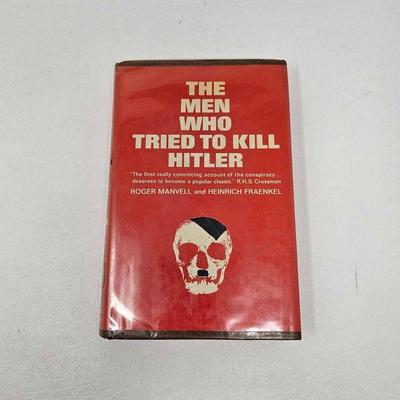 THE
MEN
WHO
TRIED TO KILL
HITLER
"The first really convincing account of the conspiracy...
deserves to become a popular classic." R.H.S. Crossman
ROGER MANVELL and HEINRICH FRAENKEL